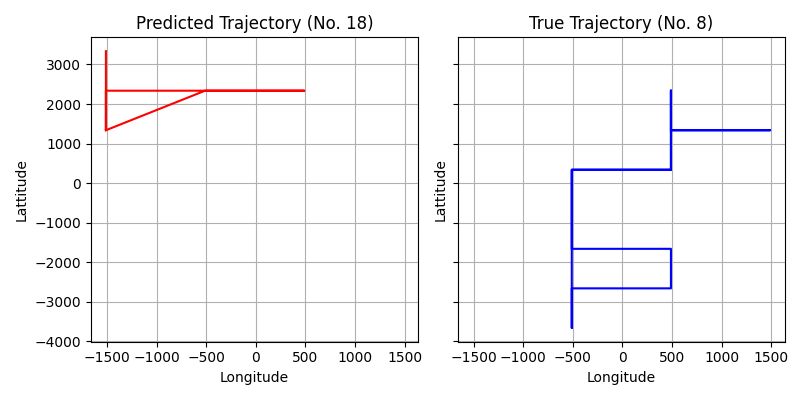 Predicted Trajectory (No. 18)
True Trajectory (No. 8)
3000
2000
1000
0
−1000
−2000
−3000
−4000
Lattitude
Lattitude
−1500 −1000 −500 0 500 1000 1500
−1500 −1000 −500 0 500 1000 1500
Longitude
Longitude